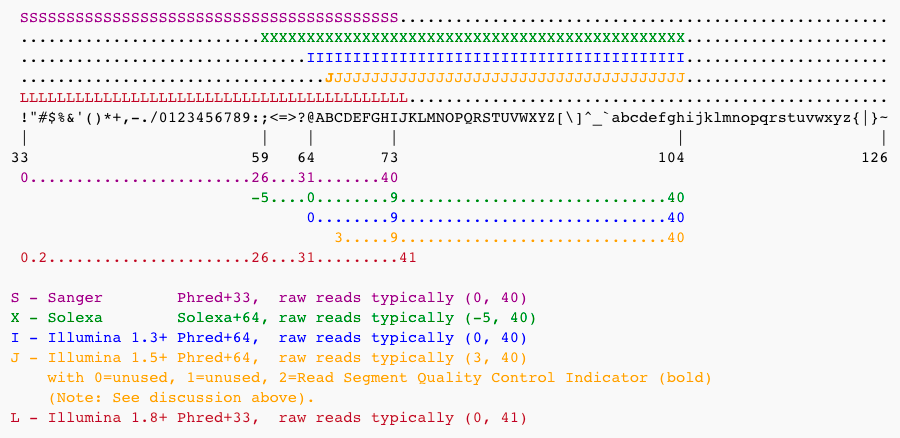 SSSSSSSSSSSSSSSSSSSSSSSSSSSSSSSSSSSSSSSSS.....................................................
..........................XXXXXXXXXXXXXXXXXXXXXXXXXXXXXXXXXXXXXXXXXXXXXX......................
...............................IIIIIIIIIIIIIIIIIIIIIIIIIIIIIIIIIIIIIIIII......................
.................................JJJJJJJJJJJJJJJJJJJJJJJJJJJJJJJJJJJJJJJ......................
LLLLLLLLLLLLLLLLLLLLLLLLLLLLLLLLLLLLLLLLLL....................................................
!"#$%&'()*+,-./0123456789:;<=>?@ABCDEFGHIJKLMNOPQRSTUVWXYZ[\]^_`abcdefghijklmnopqrstuvwxyz{|}~
| | | | | |
33 59 64 73 104 126
0........................26...31.......40
-5....0........9.............................40
0........9.............................40
3.....9.............................40
0.2......................26...31.........41
S - Sanger Phred+33, raw reads typically (0, 40)
X - Solexa Solexa+64, raw reads typically (-5, 40)
I - Illumina 1.3+ Phred+64, raw reads typically (0, 40)
J - Illumina 1.5+ Phred+64, raw reads typically (3, 40)
with 0=unused, 1=unused, 2=Read Segment Quality Control Indicator (bold)
(Note: See discussion above).
L - Illumina 1.8+ Phred+33, raw reads typically (0, 41)